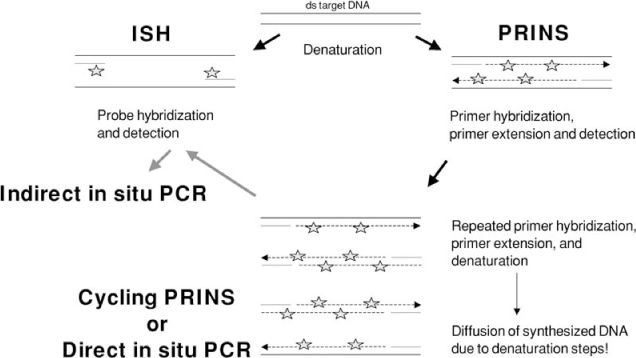 ds target DNA
ISH
Denaturation
PRINS
Probe hybridization
and detection
Primer hybridization,
primer extension and detection
Indirect in situ PCR
Repeated primer hybridization,
primer extension, and
denaturation
Cycling PRINS
or
Direct in situ PCR
Diffusion of synthesized DNA
due to denaturation steps!